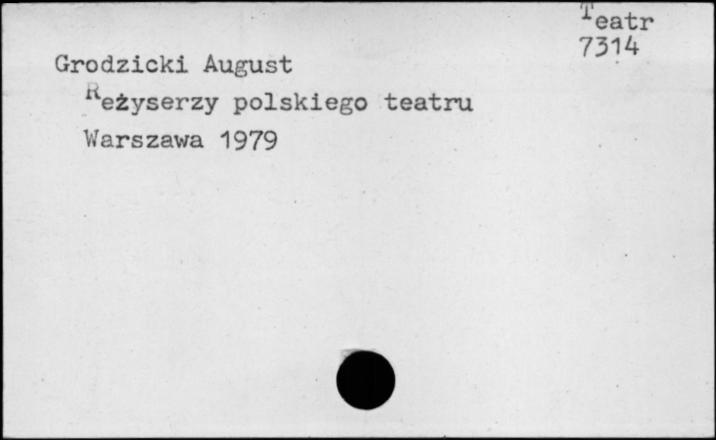 Teatr
7314
Grodzicki August
Reżyserzy polskiego teatru
Warszawa 1979